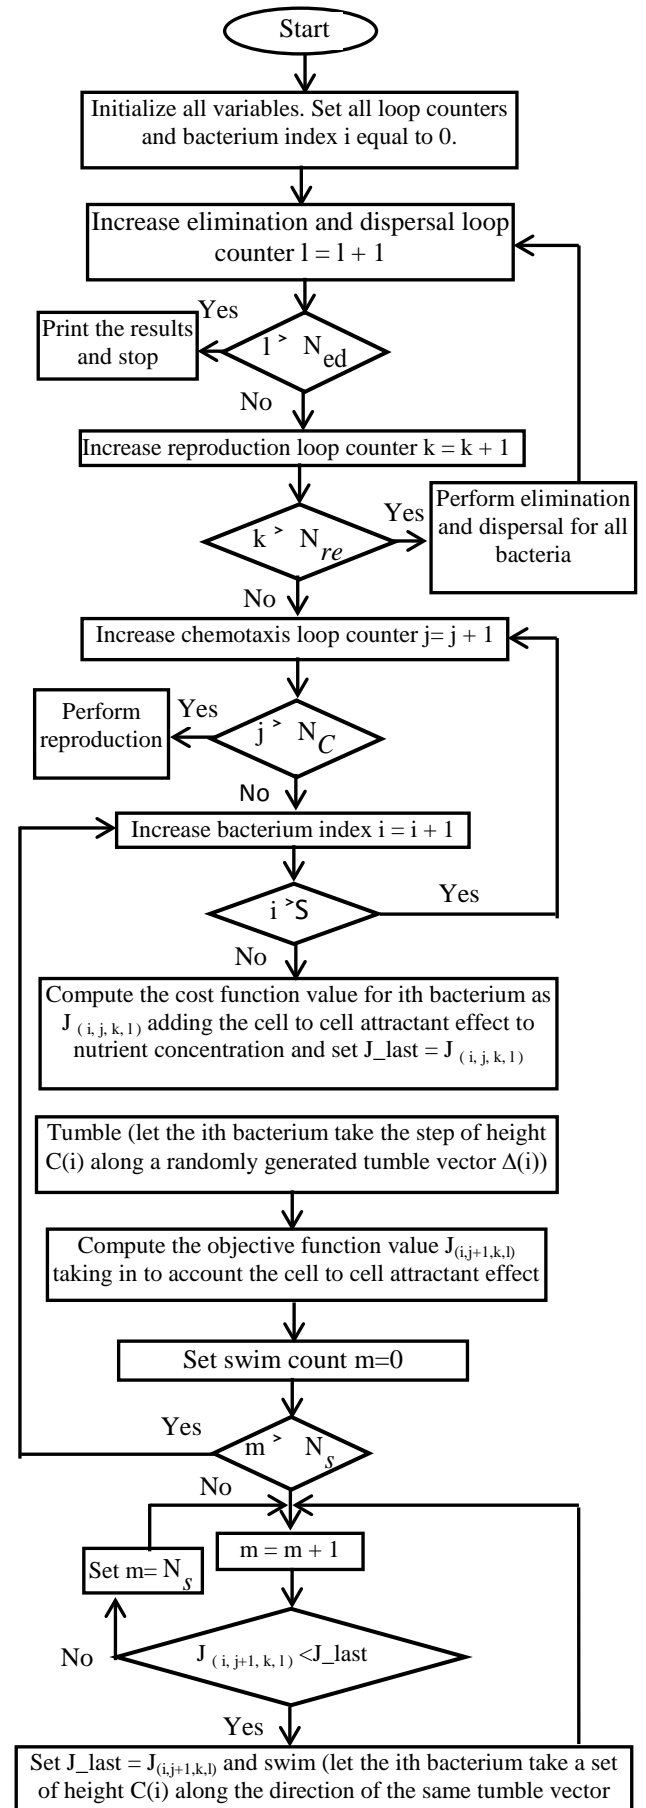 Start
Initialize all variables. Set all loop counters
and bacterium index i equal to 0.
Increase elimination and dispersal loop
counter l = l + 1
Yes
Print the results
and stop
l > N_ed
No
Increase reproduction loop counter k = k + 1
Perform elimination
and dispersal for all
bacteria
Yes
k > N_re
No
Increase chemotaxis loop counter j= j + 1
Perform
reproduction
Yes
j > N_C
No
Increase bacterium index i = i + 1
Yes
i >S
No
Compute the cost function value for ith bacterium as
J (i, j, k, l) adding the cell to cell attractant effect to
nutrient concentration and set J_last = J (i, j, k, l)
Tumble (let the ith bacterium take the step of height
C(i) along a randomly generated tumble vector Δ(i))
Compute the objective function value J(i,j+1,k,l)
taking in to account the cell to cell attractant effect
Set swim count m=0
Yes
m > N_s
No
m = m + 1
Set m= N_s
No
J (i, j+1, k, l) <J_last
Yes
Set J_last = J(i,j+1,k,l) and swim (let the ith bacterium take a set
of height C(i) along the direction of the same tumble vector